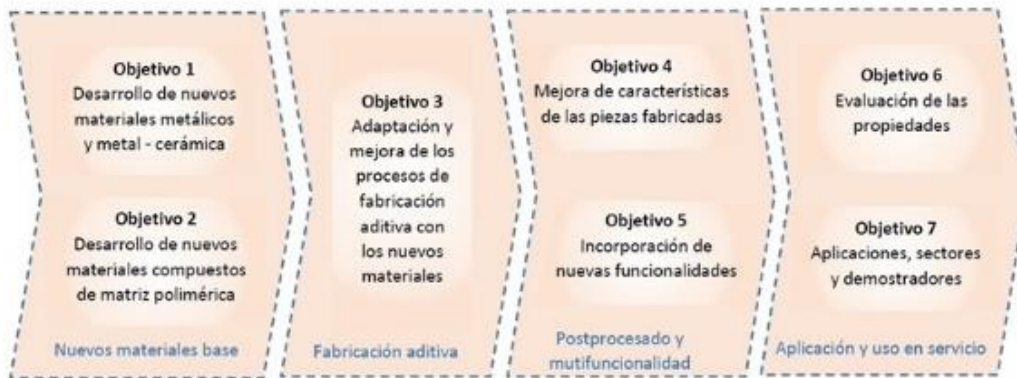 Objetivo 1
Desarrollo de nuevos
materiales metálicos
y metal - cerámica
Objetivo 2
Desarrollo de nuevos
materiales compuestos
de matriz polimérica
Nuevos materiales base
Objetivo 3
Adaptación y
mejora de los
procesos de
fabricación
aditiva con
los nuevos
materiales
Fabricación aditiva
Objetivo 4
Mejora de características
de las piezas fabricadas
Objetivo 5
Incorporación de
nuevas funcionalidades
Postprocesado y
mutifuncionalidad
Objetivo 6
Evaluación de las
propiedades
Objetivo 7
Aplicaciones, sectores
y demostradores
Aplicación y uso en servicio